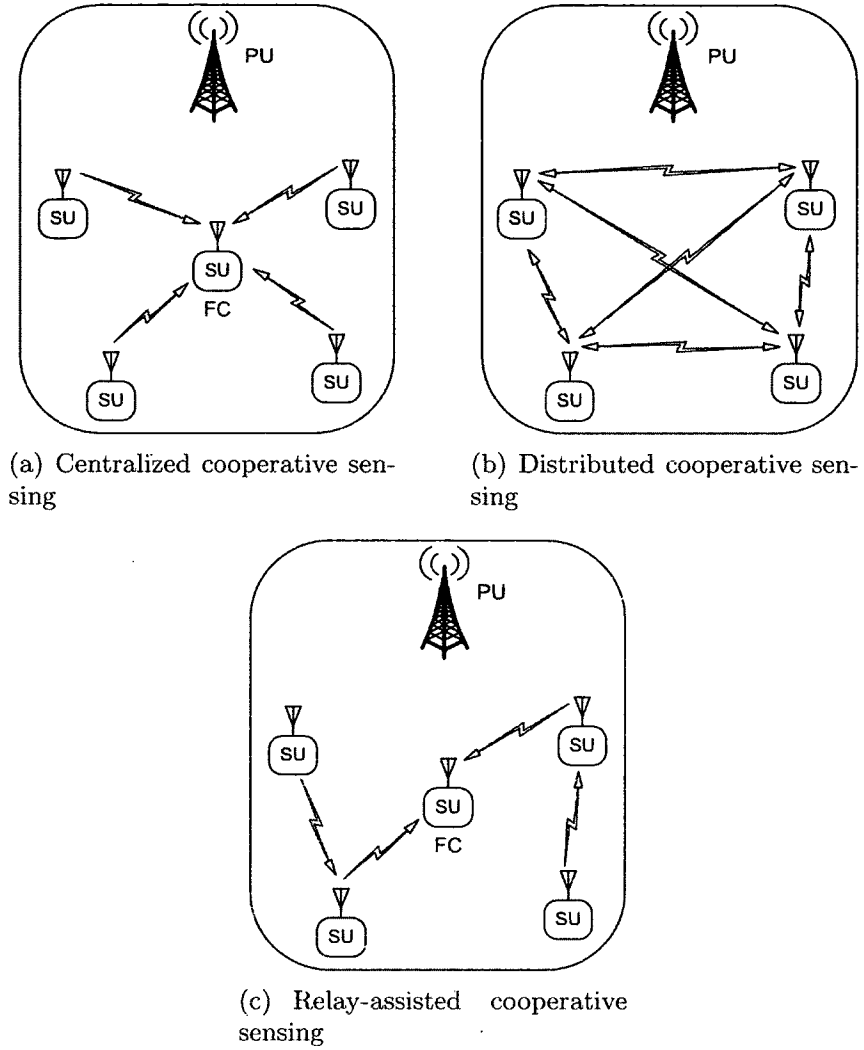 PU
SU
SU
SU
FC
SU
SU
(a) Centralized cooperative sen-
sing
PU
SU
SU
SU
SU
(b) Distributed cooperative sen-
sing
PU
SU
SU
SU
FC
SU
SU
(c) Relay-assisted cooperative
sensing